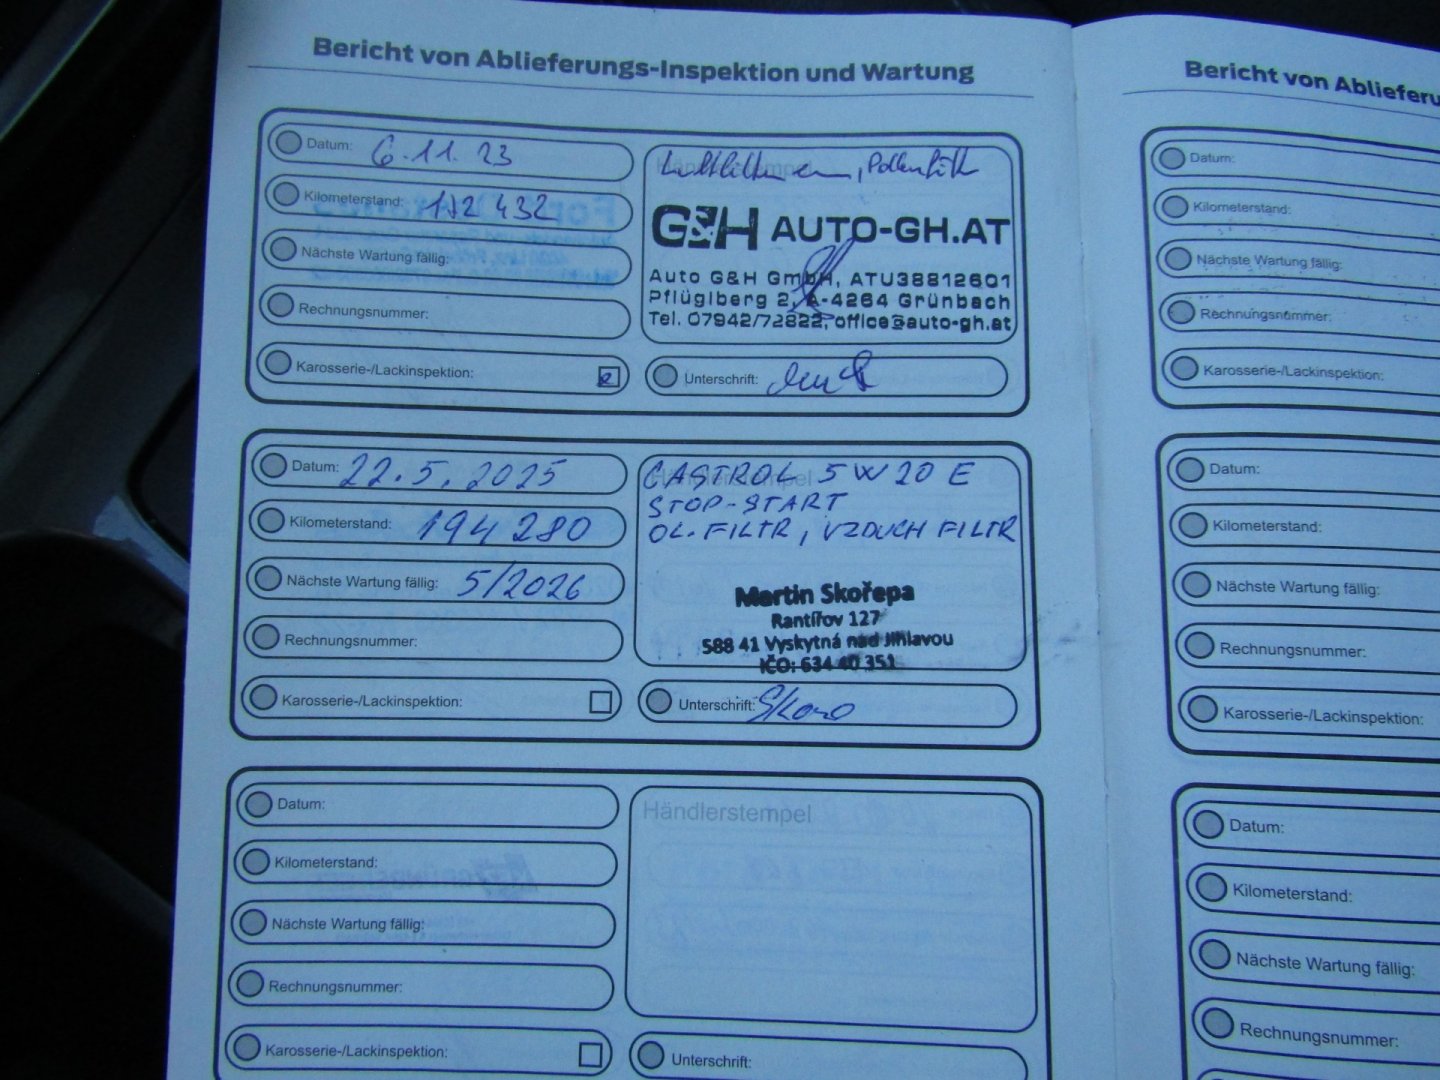 Bericht von Ablieferungs-Inspektion und Wartung
Datum: 6.11.23
Kilometerstand: 192 432
Nächste Wartung fällig:
Rechnungsnummer:
Karosserie-/Lackinspektion:
, Pollenfilt
G&H AUTO-GH.AT
Auto G&H GmbH, ATU38812601
Pflüglberg 2, A-4264 Grünbach
Tel. 07942/72822, office@auto-gh.at
Unterschrift:
Datum: 22.5.2025
Kilometerstand: 194 280
Nächste Wartung fällig: 5/2026
Rechnungsnummer:
Karosserie-/Lackinspektion:
Händlerstempel
CASTROL 5W20 E
STOP-START
OL. FILTR, VZDUCH FILTR
Martin Skořepa
Rantířov 127
588 41 Vyskytná nad Jihlavou
IČO: 634 40 351
Unterschrift:
Datum:
Kilometerstand:
Nächste Wartung fällig:
Rechnungsnummer:
Karosserie-/Lackinspektion:
Händlerstempel
Unterschrift:
Bericht von Ablieferu
Datum:
Kilometerstand:
Nächste Wartung fällig:
Rechnungsnummer:
Karosserie-/Lackinspektion:
Datum:
Kilometerstand:
Nächste Wartung fällig:
Rechnungsnummer:
Karosserie-/Lackinspektion:
Datum:
Kilometerstand:
Nächste Wartung fällig:
Rechnungsnummer: